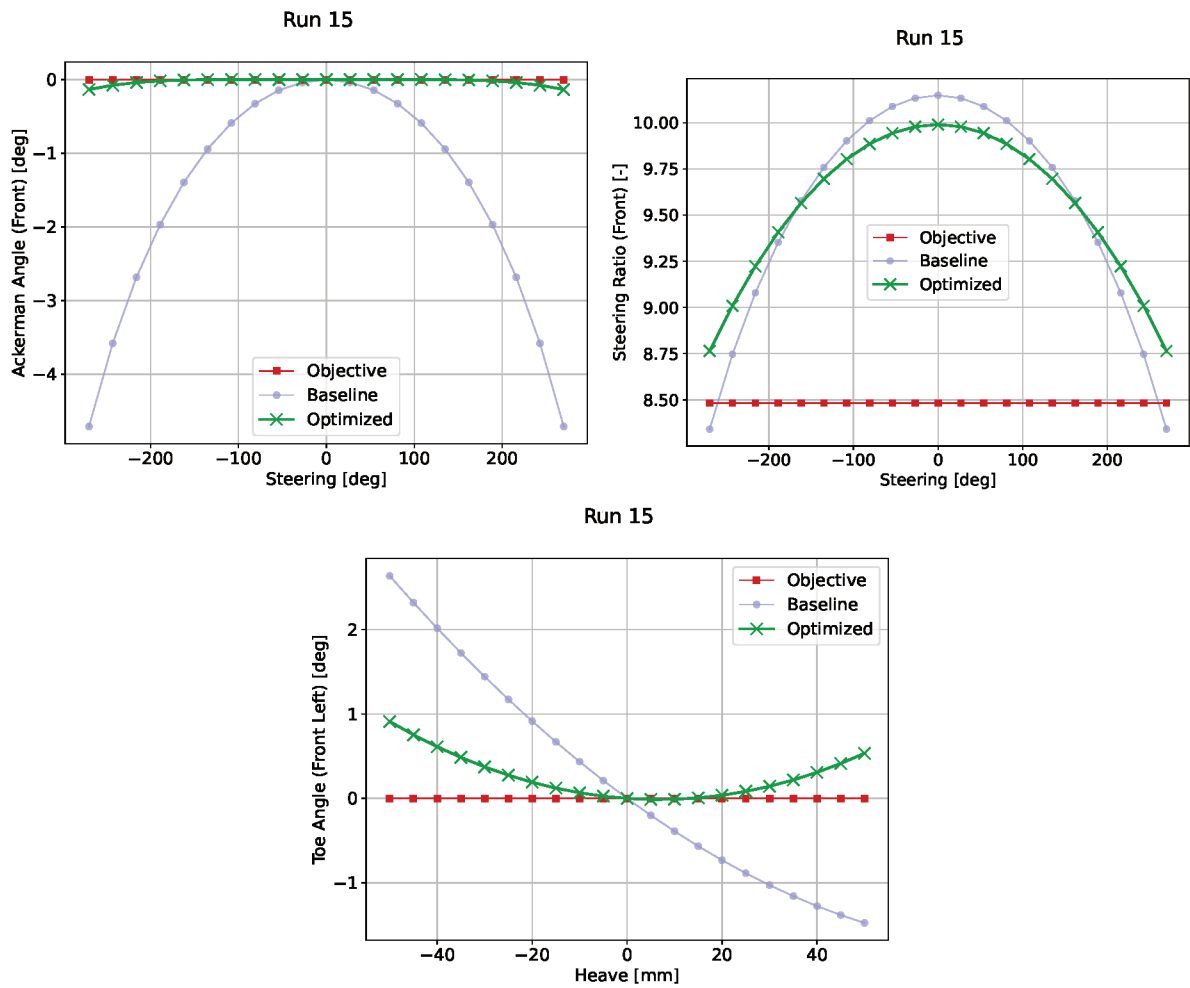 Run 15
Ackerman Angle (Front) [deg]
0
−1
−2
−3
−4
Objective
Baseline
Optimized
−200
−100
0
100
200
Steering [deg]
Run 15
Steering Ratio (Front) [-]
10.00
9.75
9.50
9.25
9.00
8.75
8.50
Objective
Baseline
Optimized
−200
−100
0
100
200
Steering [deg]
Run 15
Toe Angle (Front Left) [deg]
2
1
0
−1
Objective
Baseline
Optimized
−40
−20
0
20
40
Heave [mm]